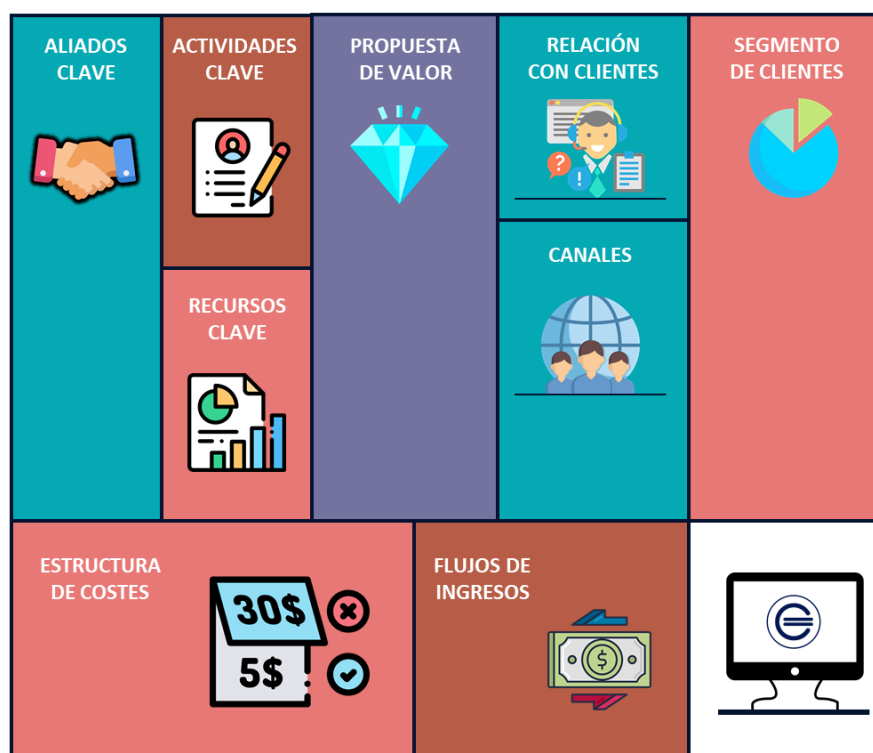 ALIADOS
CLAVE
ACTIVIDADES
CLAVE
PROPUESTA
DE VALOR
RELACIÓN
CON CLIENTES
SEGMENTO
DE CLIENTES
?
!
RECURSOS
CLAVE
CANALES
ESTRUCTURA
DE COSTES
30$
5$
FLUJOS DE
INGRESOS
$